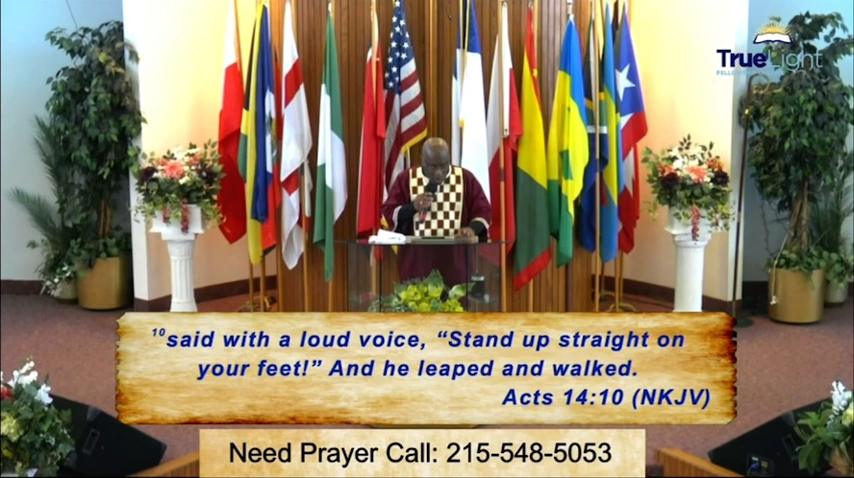 TrueLight
¹⁰said with a loud voice, “Stand up straight on
your feet!” And he leaped and walked.
Acts 14:10 (NKJV)
Need Prayer Call: 215-548-5053